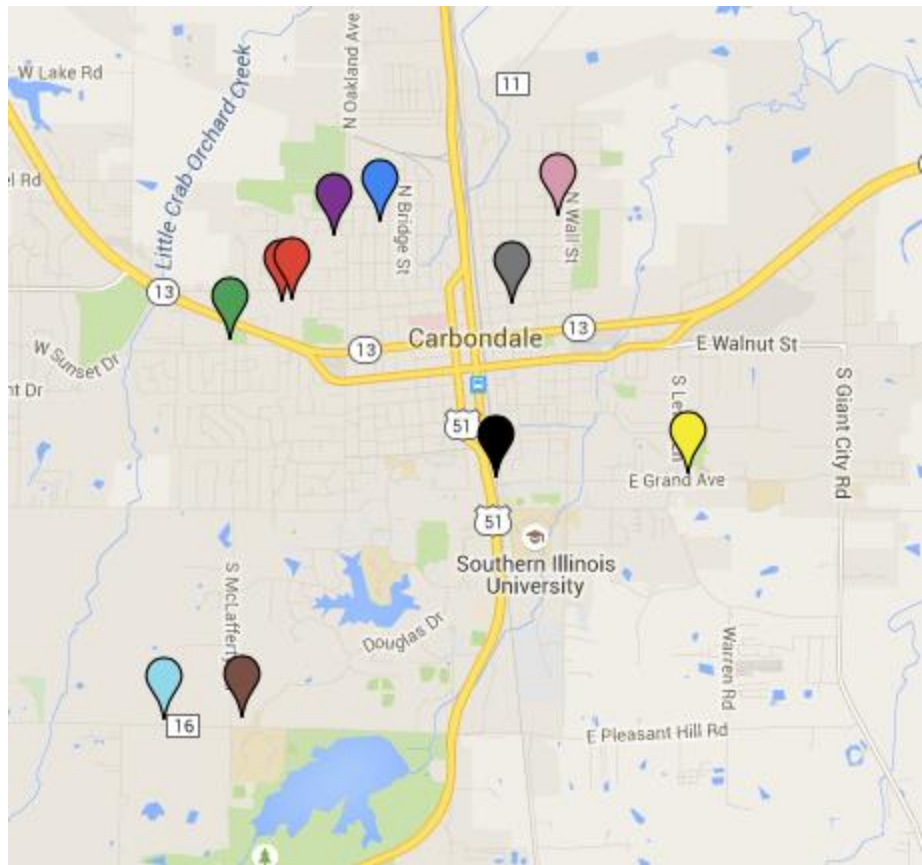 N Oakland Ave
W Lake Rd
11
Little Crab Orchard Creek
el Rd
N Bridge St
N Wall St
13
13
13
Carbondale
E Walnut St
W Sunset Dr
nt Dr
S Giant City Rd
51
E Grand Ave
51
Southern Illinois
University
S McLafferty
Douglas Dr
Warren Rd
16
E Pleasant Hill Rd